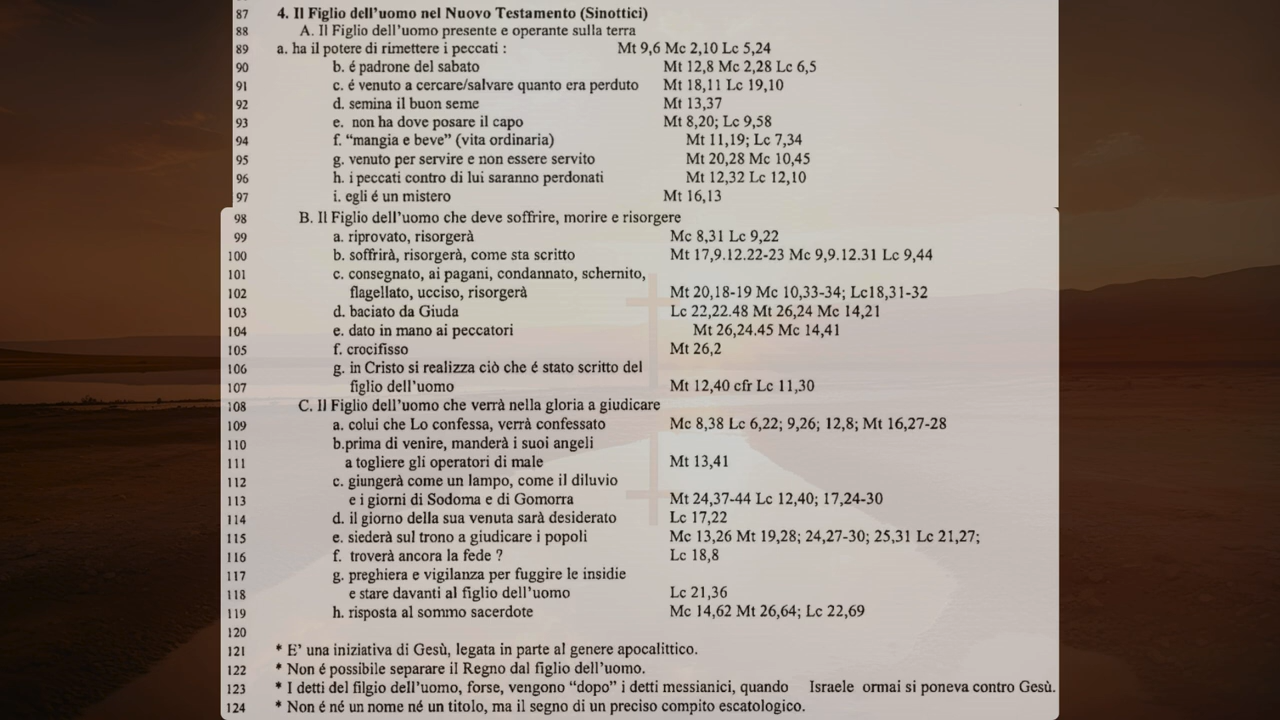 87 4. Il Figlio dell'uomo nel Nuovo Testamento (Sinottici)
88 A. Il Figlio dell'uomo presente e operante sulla terra
89 a. ha il potere di rimettere i peccati : Mt 9,6 Mc 2,10 Lc 5,24
90 b. é padrone del sabato Mt 12,8 Mc 2,28 Lc 6,5
91 c. é venuto a cercare/salvare quanto era perduto Mt 18,11 Lc 19,10
92 d. semina il buon seme Mt 13,37
93 e. non ha dove posare il capo Mt 8,20; Lc 9,58
94 f. “mangia e beve” (vita ordinaria) Mt 11,19; Lc 7,34
95 g. venuto per servire e non essere servito Mt 20,28 Mc 10,45
96 h. i peccati contro di lui saranno perdonati Mt 12,32 Lc 12,10
97 i. egli é un mistero Mt 16,13
98 B. Il Figlio dell'uomo che deve soffrire, morire e risorgere
99 a. riprovato, risorgerà Mc 8,31 Lc 9,22
100 b. soffrirà, risorgerà, come sta scritto Mt 17,9.12.22-23 Mc 9,9.12.31 Lc 9,44
101 c. consegnato, ai pagani, condannato, schernito,
102 flagellato, ucciso, risorgerà Mt 20,18-19 Mc 10,33-34; Lc18,31-32
103 d. baciato da Giuda Lc 22,22.48 Mt 26,24 Mc 14,21
104 e. dato in mano ai peccatori Mt 26,24.45 Mc 14,41
105 f. crocifisso Mt 26,2
106 g. in Cristo si realizza ciò che é stato scritto del
107 figlio dell'uomo Mt 12,40 cfr Lc 11,30
108 C. Il Figlio dell'uomo che verrà nella gloria a giudicare
109 a. colui che Lo confessa, verrà confessato Mc 8,38 Lc 6,22; 9,26; 12,8; Mt 16,27-28
110 b.prima di venire, manderà i suoi angeli
111 a togliere gli operatori di male Mt 13,41
112 c. giungerà come un lampo, come il diluvio
113 e i giorni di Sodoma e di Gomorra Mt 24,37-44 Lc 12,40; 17,24-30
114 d. il giorno della sua venuta sarà desiderato Lc 17,22
115 e. siederà sul trono a giudicare i popoli Mc 13,26 Mt 19,28; 24,27-30; 25,31 Lc 21,27;
116 f. troverà ancora la fede ? Lc 18,8
117 g. preghiera e vigilanza per fuggire le insidie
118 e stare davanti al figlio dell'uomo Lc 21,36
119 h. risposta al sommo sacerdote Mc 14,62 Mt 26,64; Lc 22,69
120
121 * E' una iniziativa di Gesù, legata in parte al genere apocalittico.
122 * Non é possibile separare il Regno dal figlio dell'uomo.
123 * I detti del filgio dell'uomo, forse, vengono “dopo” i detti messianici, quando Israele ormai si poneva contro Gesù.
124 * Non é né un nome né un titolo, ma il segno di un preciso compito escatologico.